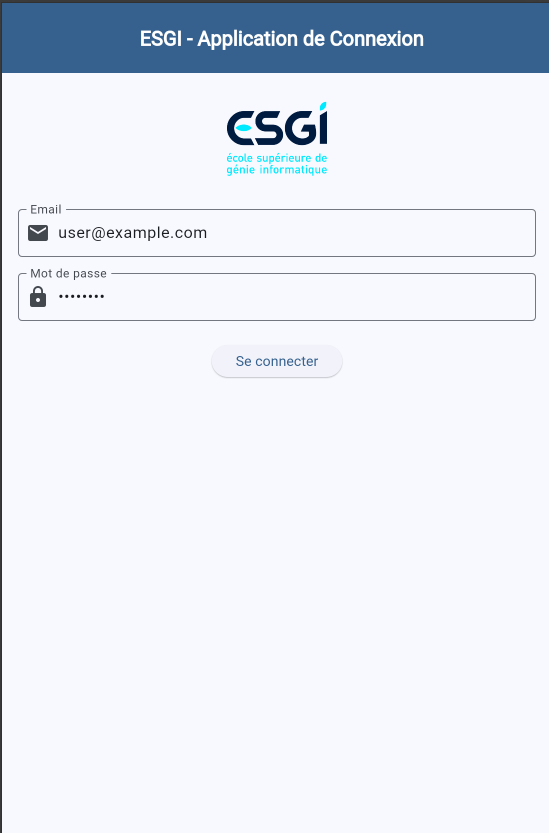 ESGI - Application de Connexion
ESGI
école supérieure de
génie informatique
Email
user@example.com
Mot de passe
••••••••
Se connecter